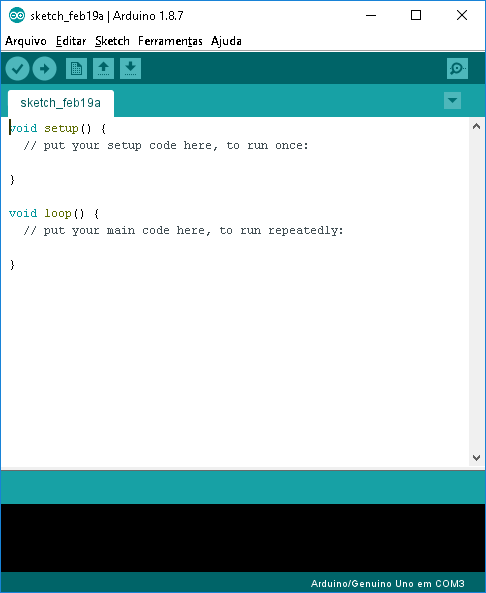 sketch_feb19a | Arduino 1.8.7
Arquivo Editar Sketch Ferramentas Ajuda
sketch_feb19a
void setup() {
  // put your setup code here, to run once:
}
void loop() {
  // put your main code here, to run repeatedly:
}
Arduino/Genuino Uno em COM3